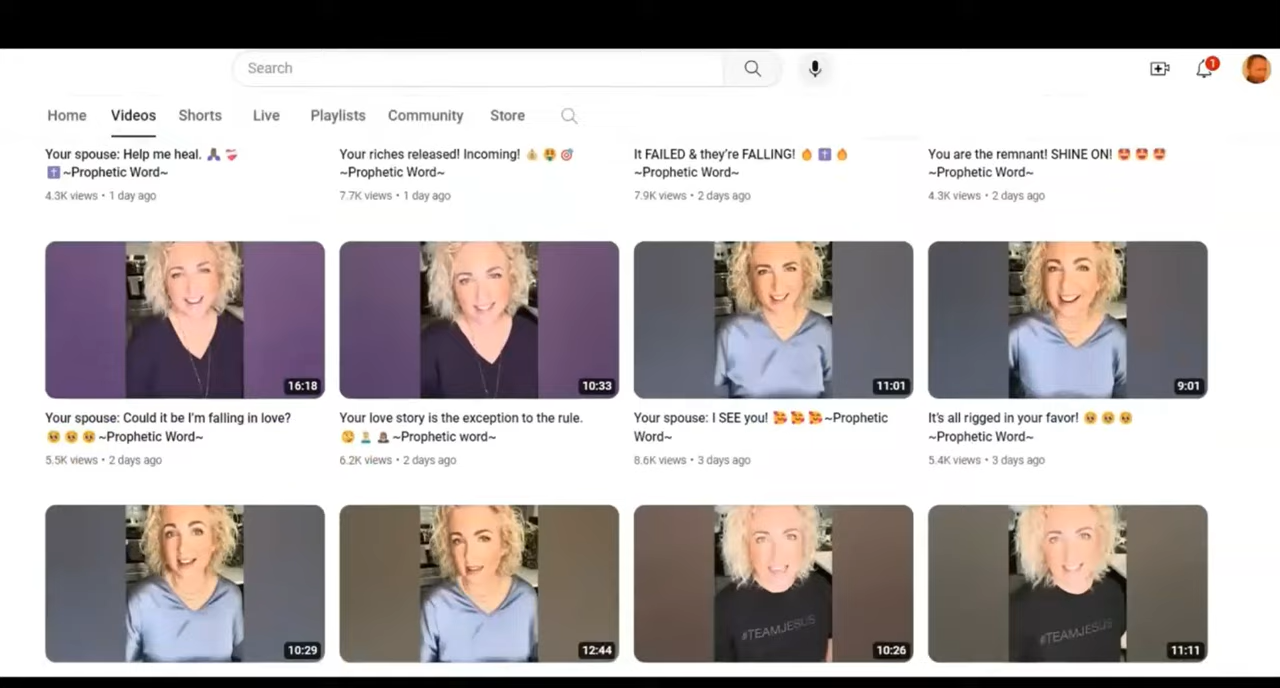 Search
1
Home Videos Shorts Live Playlists Community Store
Your spouse: Help me heal. 🙏🏿 ❤️‍🩹
✝️ ~Prophetic Word~
4.3K views • 1 day ago
Your riches released! Incoming! 💰 🤑 🎯
~Prophetic Word~
7.7K views • 1 day ago
It FAILED & they're FALLING! 🔥 ✝️ 🔥
~Prophetic Word~
7.9K views • 2 days ago
You are the remnant! SHINE ON! 🤩 🤩 🤩
~Prophetic Word~
4.3K views • 2 days ago
16:18
10:33
11:01
9:01
Your spouse: Could it be I'm falling in love?
🥹 🥹 🥹 ~Prophetic Word~
5.5K views • 2 days ago
Your love story is the exception to the rule.
~Prophetic word~
6.2K views • 2 days ago
Your spouse: I SEE you! 🥰 🥰 🥰 ~Prophetic
Word~
8.6K views • 3 days ago
It's all rigged in your favor! 🥹 🥹 🥹
~Prophetic Word~
5.4K views • 3 days ago
#TEAMJESUS
#TEAMJESUS
10:29
12:44
10:26
11:11